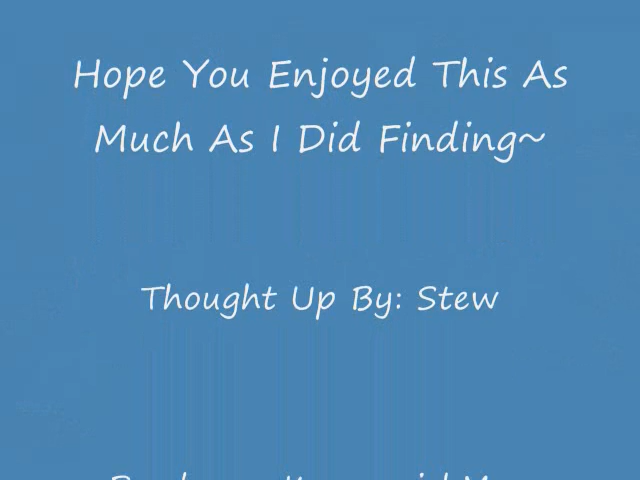 Hope You Enjoyed This As
Much As I Did Finding~
Thought Up By: Stew